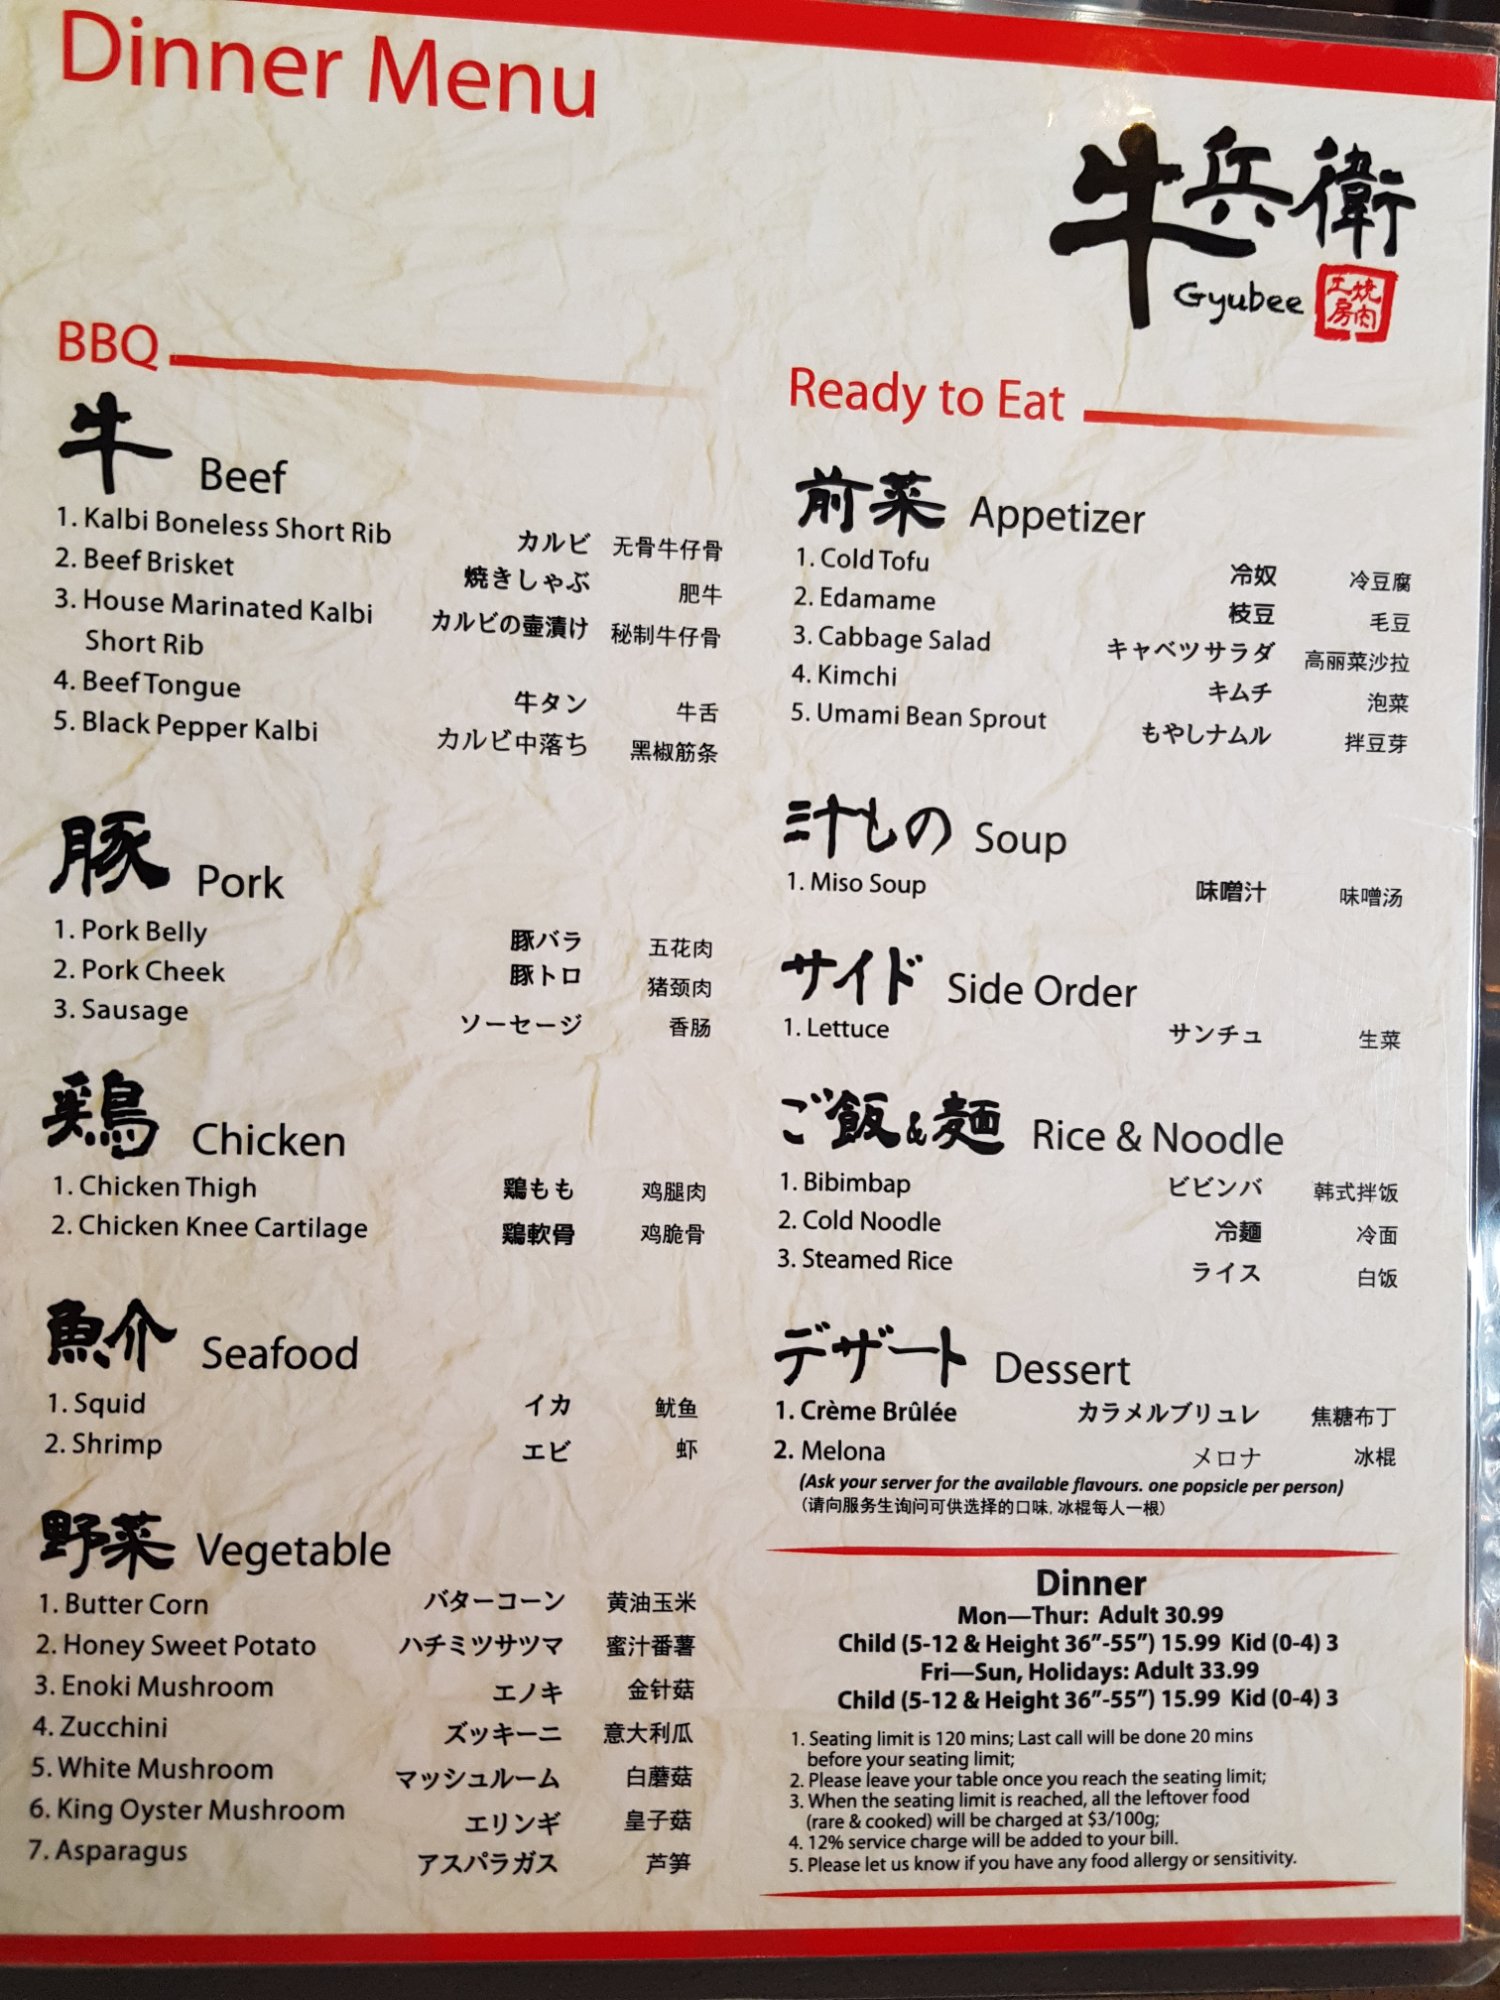 Dinner Menu
牛兵衛
Gyubee
焼肉工房
BBQ
牛 Beef
1. Kalbi Boneless Short Rib カルビ 无骨牛仔骨
2. Beef Brisket 焼きしゃぶ 肥牛
3. House Marinated Kalbi カルビの壷漬け 秘制牛仔骨
Short Rib
4. Beef Tongue 牛タン 牛舌
5. Black Pepper Kalbi カルビ中落ち 黑椒筋条
豚 Pork
1. Pork Belly 豚バラ 五花肉
2. Pork Cheek 豚トロ 猪颈肉
3. Sausage ソーセージ 香肠
鶏 Chicken
1. Chicken Thigh 鶏もも 鸡腿肉
2. Chicken Knee Cartilage 鶏軟骨 鸡脆骨
魚介 Seafood
1. Squid イカ 鱿鱼
2. Shrimp エビ 虾
野菜 Vegetable
1. Butter Corn バターコーン 黄油玉米
2. Honey Sweet Potato ハチミツサツマ 蜜汁番薯
3. Enoki Mushroom エノキ 金针菇
4. Zucchini ズッキーニ 意大利瓜
5. White Mushroom マッシュルーム 白蘑菇
6. King Oyster Mushroom エリンギ 皇子菇
7. Asparagus アスパラガス 芦笋
Ready to Eat
前菜 Appetizer
1. Cold Tofu 冷奴 冷豆腐
2. Edamame 枝豆 毛豆
3. Cabbage Salad キャベツサラダ 高丽菜沙拉
4. Kimchi キムチ 泡菜
5. Umami Bean Sprout もやしナムル 拌豆芽
汁もの Soup
1. Miso Soup 味噌汁 味噌汤
サイド Side Order
1. Lettuce サンチュ 生菜
ご飯&麺 Rice & Noodle
1. Bibimbap ビビンバ 韩式拌饭
2. Cold Noodle 冷麺 冷面
3. Steamed Rice ライス 白饭
デザート Dessert
1. Crème Brûlée カラメルブリュレ 焦糖布丁
2. Melona メロナ 冰棍
(Ask your server for the available flavours. one popsicle per person)
(请向服务生询问可供选择的口味, 冰棍每人一根)
Dinner
Mon—Thur: Adult 30.99
Child (5-12 & Height 36”-55”) 15.99 Kid (0-4) 3
Fri—Sun, Holidays: Adult 33.99
Child (5-12 & Height 36”-55”) 15.99 Kid (0-4) 3
1. Seating limit is 120 mins; Last call will be done 20 mins
before your seating limit;
2. Please leave your table once you reach the seating limit;
3. When the seating limit is reached, all the leftover food
(rare & cooked) will be charged at $3/100g;
4. 12% service charge will be added to your bill.
5. Please let us know if you have any food allergy or sensitivity.